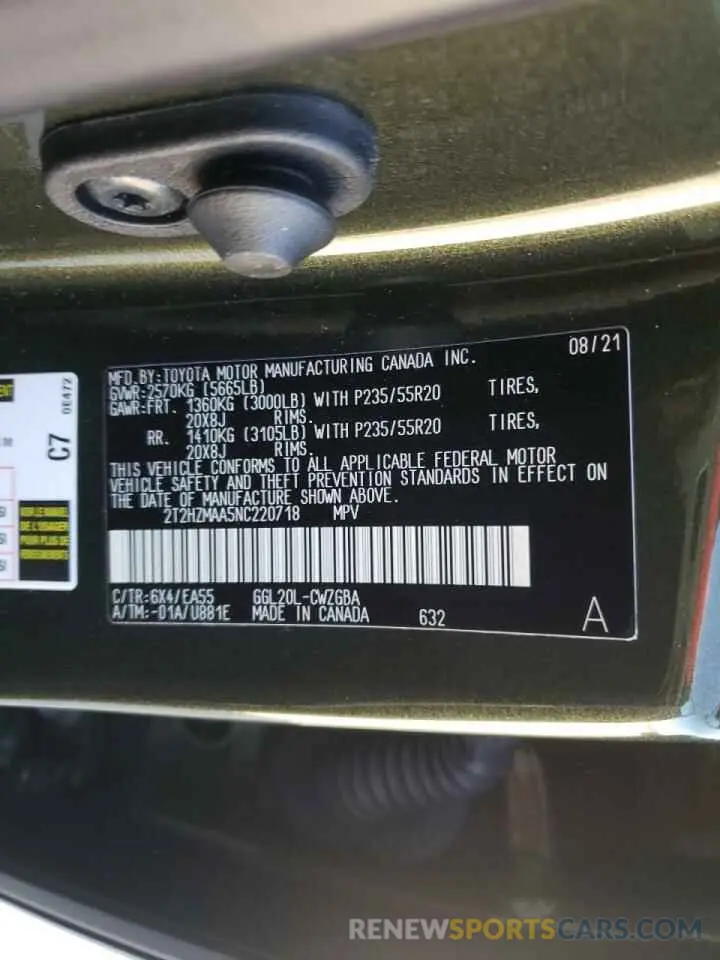 08/21
MFD.BY:TOYOTA MOTOR MANUFACTURING CANADA INC.
GVWR:2570KG (5665LB)
GAWR:FRT. 1360KG (3000LB) WITH P235/55R20 TIRES,
20X8J RIMS.
RR. 1410KG (3105LB) WITH P235/55R20 TIRES,
20X8J RIMS.
THIS VEHICLE CONFORMS TO ALL APPLICABLE FEDERAL MOTOR
VEHICLE SAFETY AND THEFT PREVENTION STANDARDS IN EFFECT ON
THE DATE OF MANUFACTURE SHOWN ABOVE.
2T2HZMAA5NC220718 MPV
C/TR:6X4/EA55 GGL20L-CWZGBA
A/TM:-01A/U881E MADE IN CANADA 632 A
C7
0E472
RENEWSPORTSCARS.COM